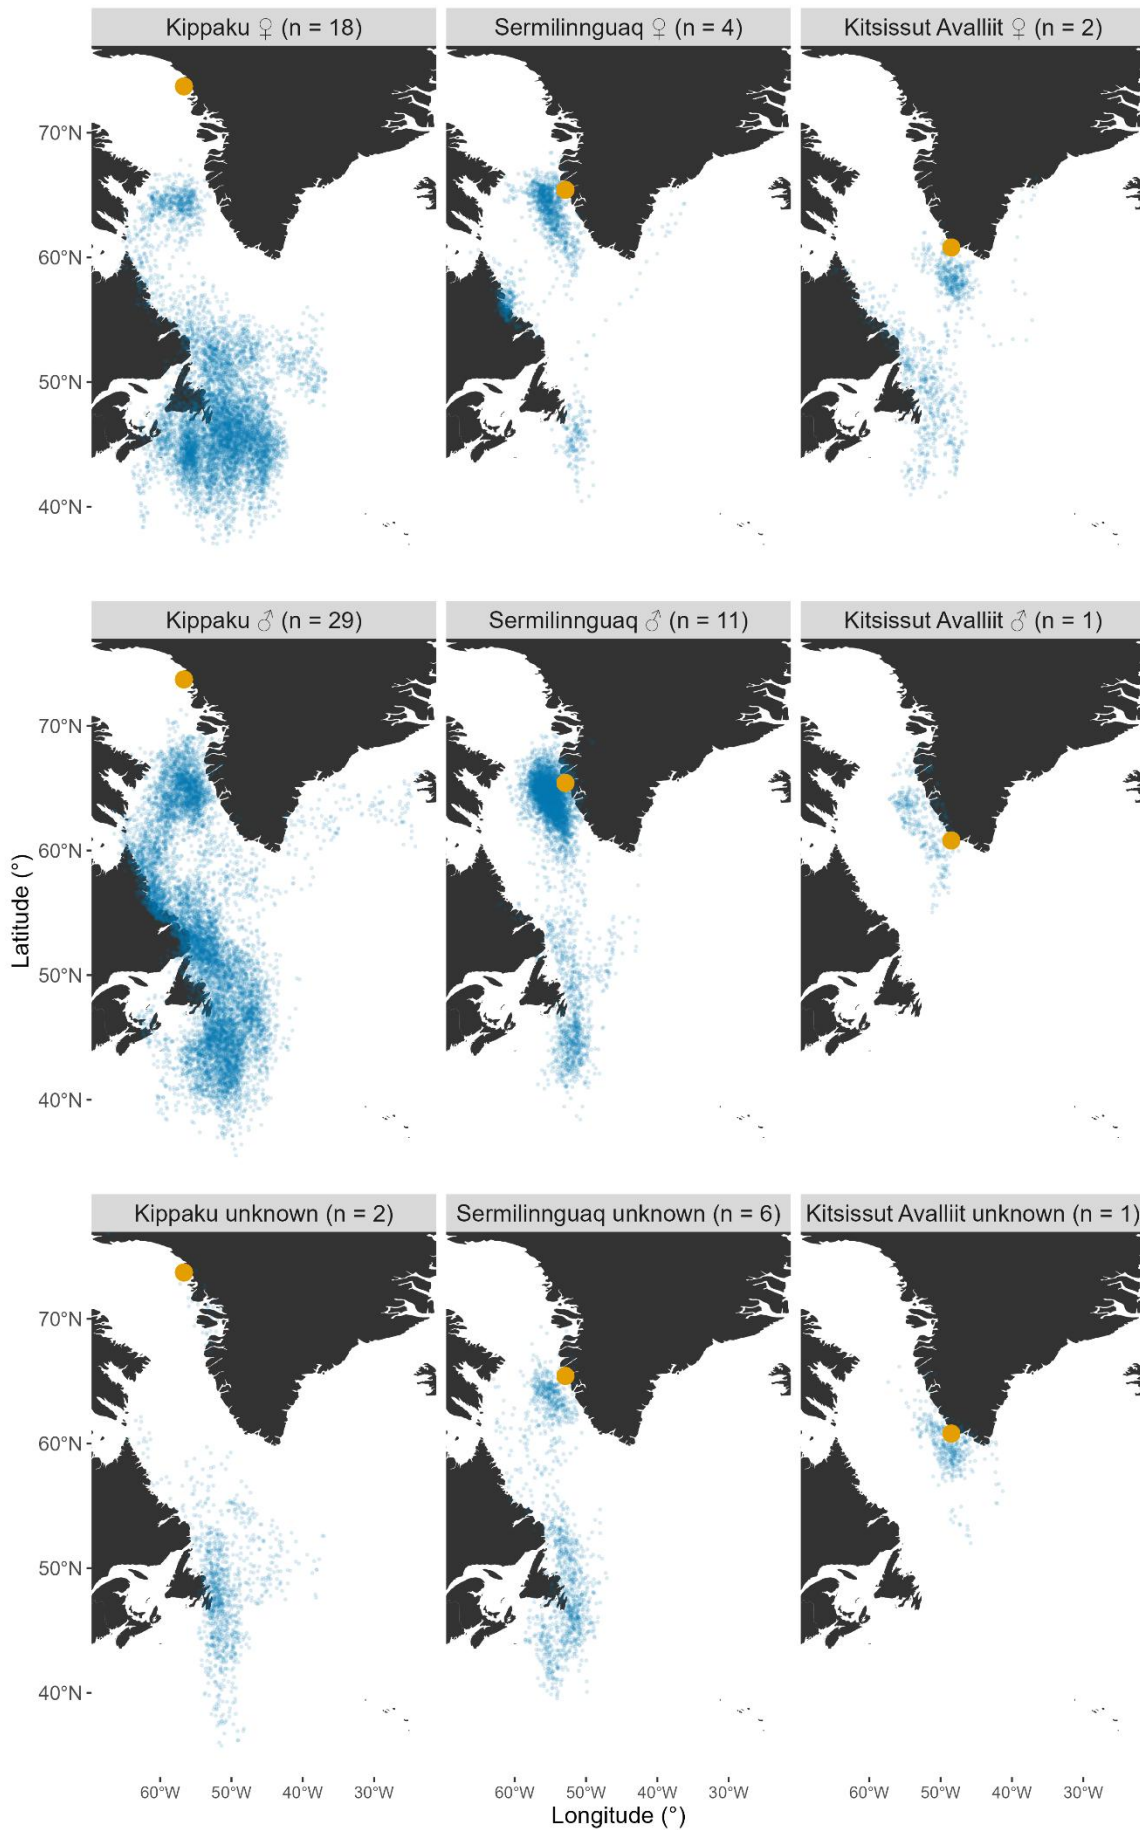 Kippaku ♀ (n = 18)
Sermilinnguaq ♀ (n = 4)
Kitsissut Avalliit ♀ (n = 2)
70°N
60°N
50°N
40°N
Kippaku ♂ (n = 29)
Sermilinnguaq ♂ (n = 11)
Kitsissut Avalliit ♂ (n = 1)
70°N
60°N
50°N
40°N
Latitude (°)
Kippaku unknown (n = 2)
Sermilinnguaq unknown (n = 6)
Kitsissut Avalliit unknown (n = 1)
70°N
60°N
50°N
40°N
60°W 50°W 40°W 30°W
60°W 50°W 40°W 30°W
60°W 50°W 40°W 30°W
Longitude (°)